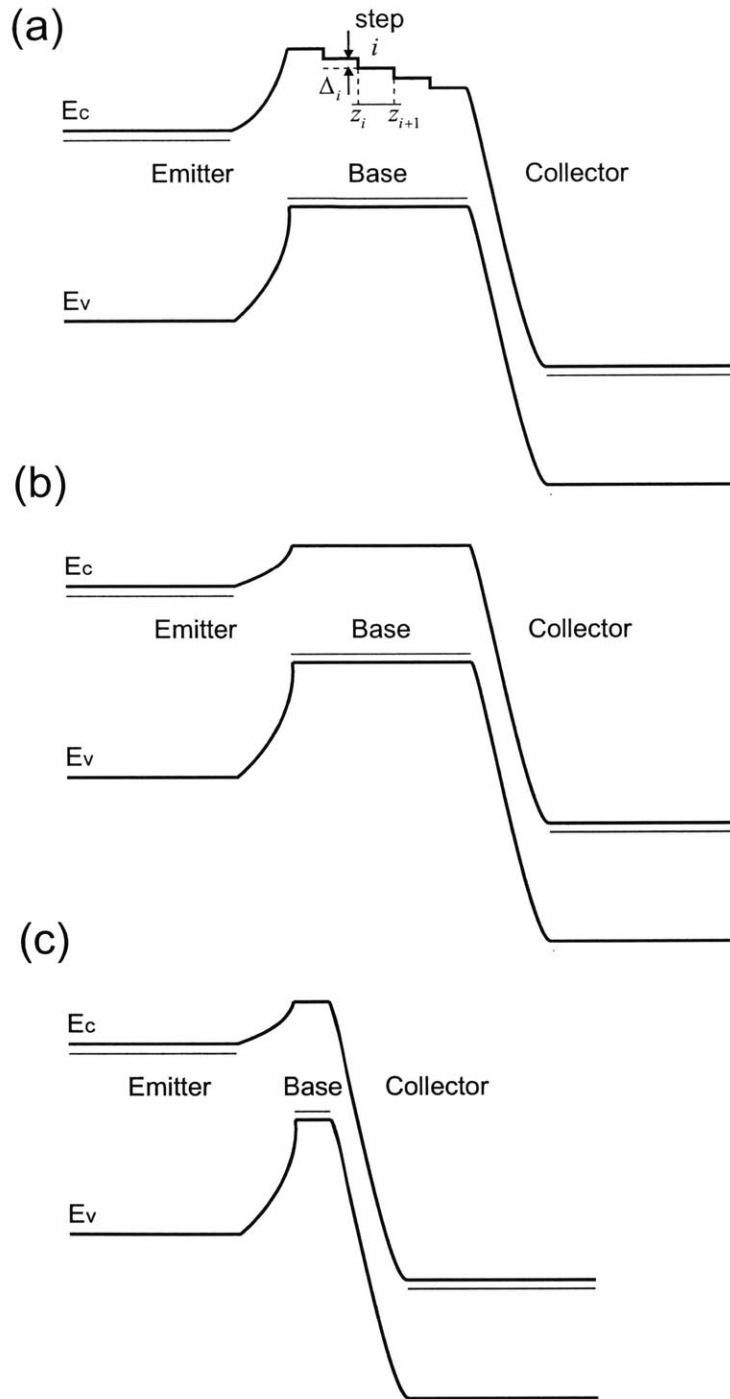 (a)
step
i
Δi
zi zi+1
Ec
Emitter Base Collector
Ev
(b)
Ec
Emitter Base Collector
Ev
(c)
Ec
Emitter Base Collector
Ev